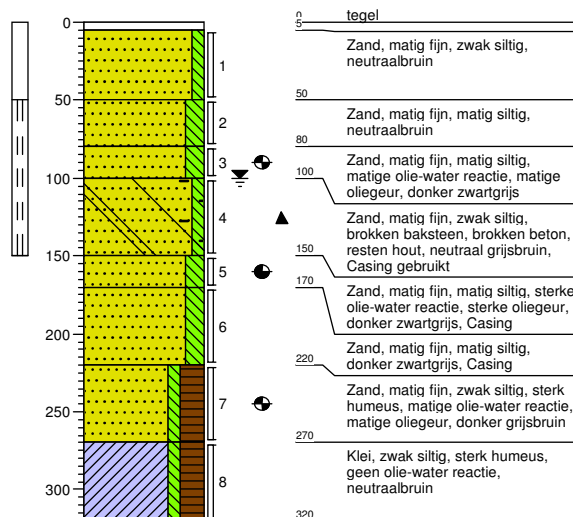 0
50
100
150
200
250
300
1
2
3
4
5
6
7
8
0
tegel
5
Zand, matig fijn, zwak siltig,
neutraalbruin
50
Zand, matig fijn, matig siltig,
neutraalbruin
80
Zand, matig fijn, matig siltig,
matige olie-water reactie, matige
oliegeur, donker zwartgrijs
100
Zand, matig fijn, zwak siltig,
brokken baksteen, brokken beton,
resten hout, neutraal grijsbruin,
Casing gebruikt
150
Zand, matig fijn, matig siltig, sterke
olie-water reactie, sterke oliegeur,
donker zwartgrijs, Casing
170
Zand, matig fijn, matig siltig,
donker zwartgrijs, Casing
220
Zand, matig fijn, zwak siltig, sterk
humeus, matige olie-water reactie,
matige oliegeur, donker grijsbruin
270
Klei, zwak siltig, sterk humeus,
geen olie-water reactie,
neutraalbruin
320